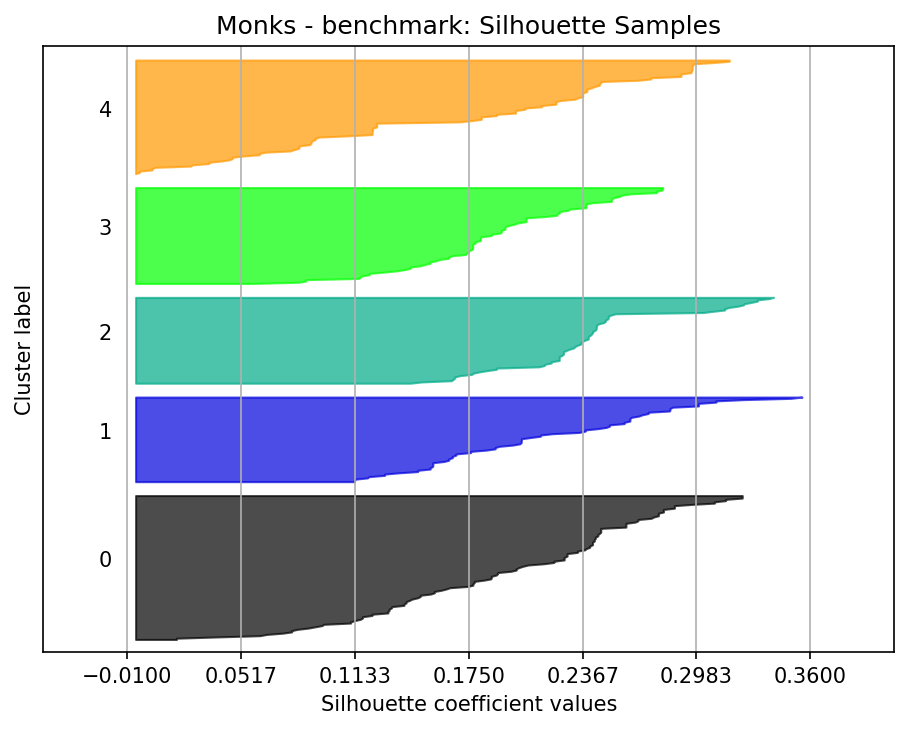 Monks - benchmark: Silhouette Samples
4
3
2
1
0
Cluster label
−0.0100 0.0517 0.1133 0.1750 0.2367 0.2983 0.3600
Silhouette coefficient values